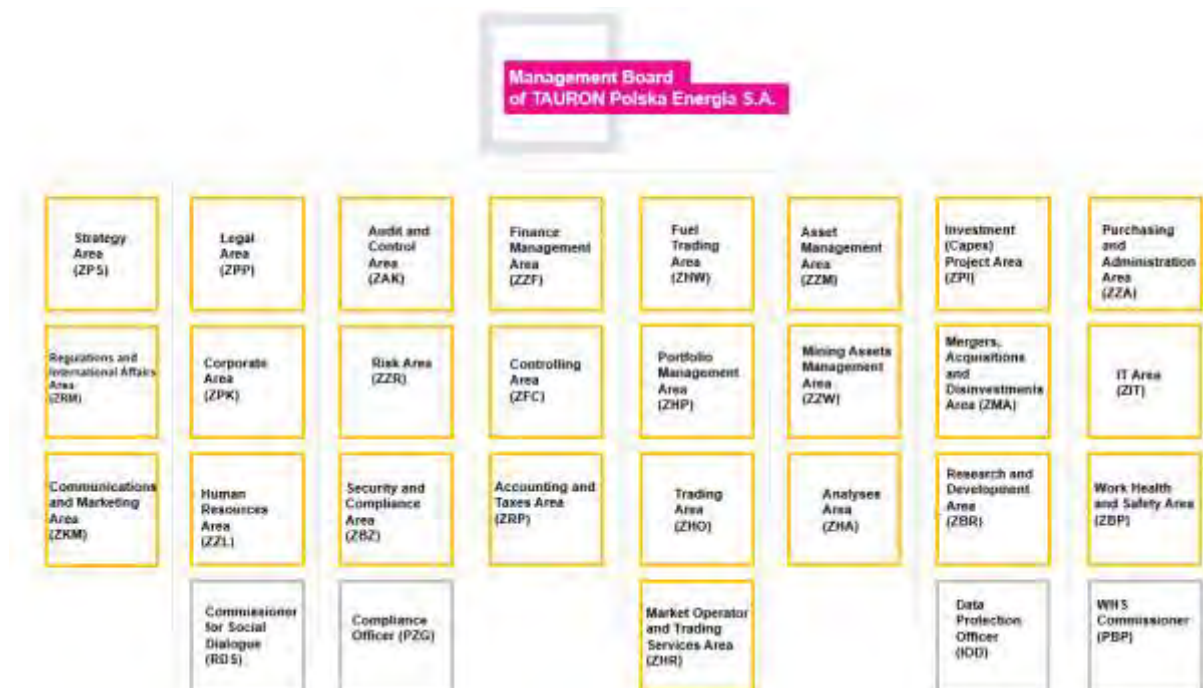 Management Board
of TAURON Polska Energia S.A.
Strategy
Area
(ZPS)
Legal
Area
(ZPP)
Audit and
Control
Area
(ZAK)
Finance
Management
Area
(ZZF)
Fuel
Trading
Area
(ZHW)
Asset
Management
Area
(ZZM)
Investment
(Capex)
Project Area
(ZPI)
Purchasing
and
Administration
Area
(ZZA)
Regulations and
International Affairs
Area
(ZRM)
Corporate
Area
(ZPK)
Risk Area
(ZZR)
Controlling
Area
(ZFC)
Portfolio
Management
Area
(ZHP)
Mining Assets
Management
Area
(ZZW)
Mergers,
Acquisitions
and
Disinvestments
Area (ZMA)
IT Area
(ZIT)
Communications
and Marketing
Area
(ZKM)
Human
Resources
Area
(ZZL)
Security and
Compliance
Area
(ZBZ)
Accounting and
Taxes Area
(ZRP)
Trading
Area
(ZHO)
Analyses
Area
(ZHA)
Research and
Development
Area
(ZBR)
Work Health
and Safety Area
(ZBP)
Commissioner
for Social
Dialogue
(RDS)
Compliance
Officer (PZG)
Market Operator
and Trading
Services Area
(ZHR)
Data
Protection
Officer
(IOD)
WHS
Commissioner
(PBP)